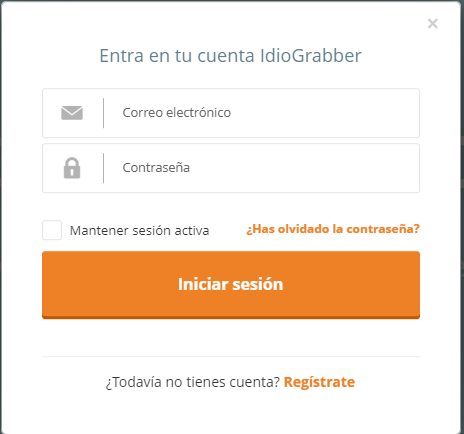 Entra en tu cuenta IdioGrabber
Correo electrónico
Contraseña
Mantener sesión activa
¿Has olvidado la contraseña?
Iniciar sesión
¿Todavía no tienes cuenta? Regístrate